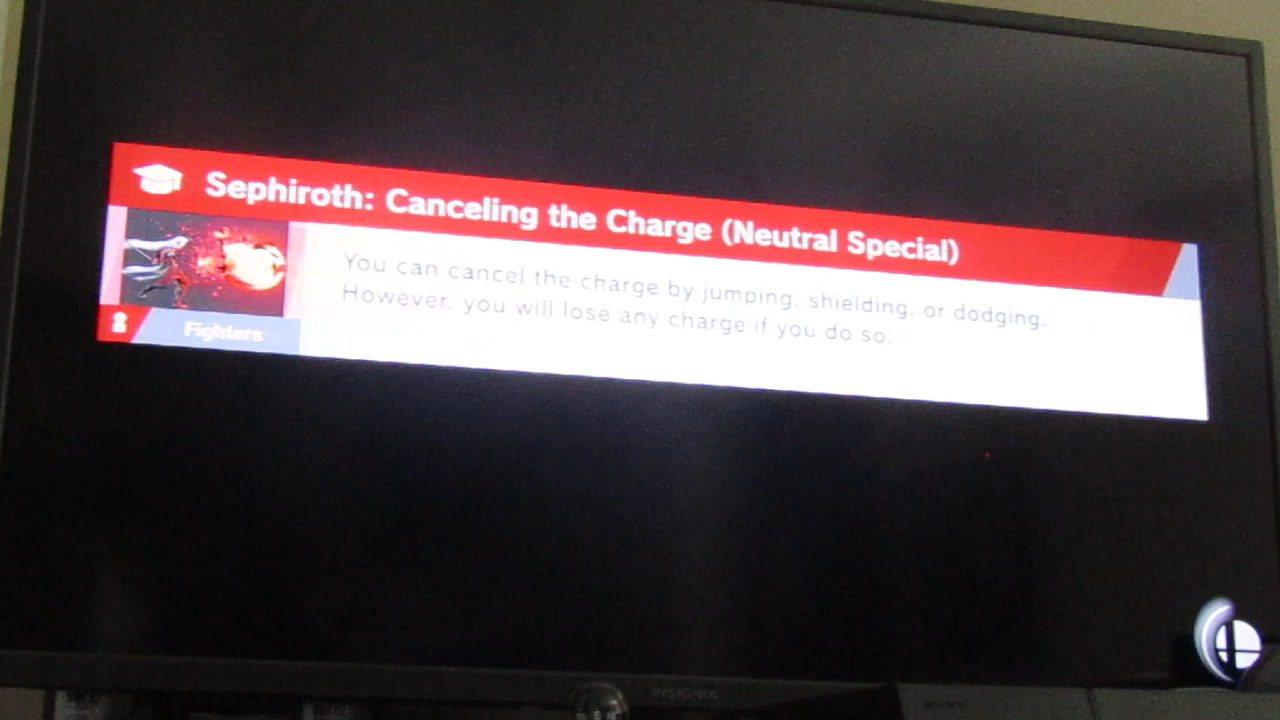 Sephiroth: Canceling the Charge (Neutral Special)
You can cancel the charge by jumping, shielding, or dodging.
However, you will lose any charge if you do so.
Fighters
INSIGNIA